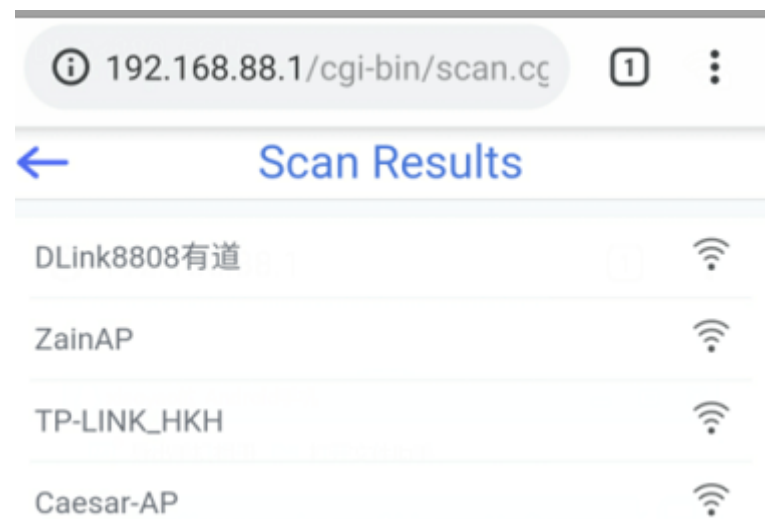 192.168.88.1/cgi-bin/scan.cg
1
Scan Results
DLink8808有道
ZainAP
TP-LINK_HKH
Caesar-AP